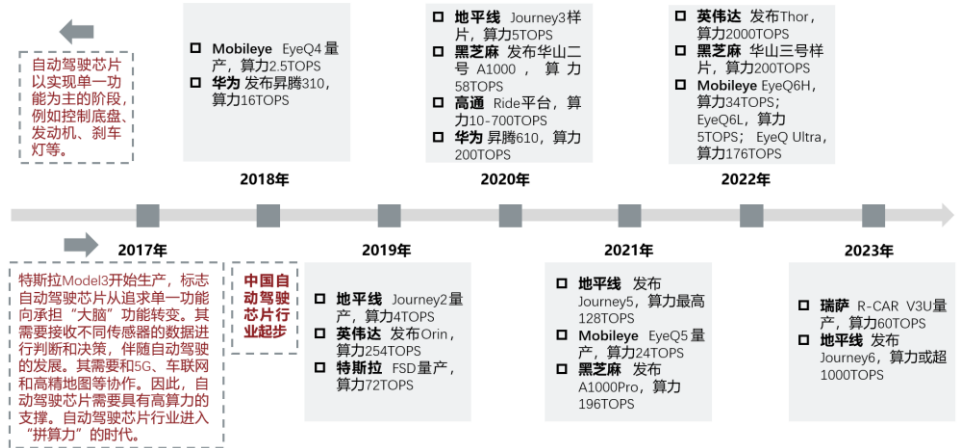 自动驾驶芯片
以实现单一功
能为主的阶段，
例如控制底盘、
发动机、刹车
灯等。
Mobileye EyeQ4 量
产，算力2.5TOPS
华为 发布昇腾310，
算力16TOPS
2018年
地平线 Journey3样
片，算力5TOPS
黑芝麻 发布华山二
号 A1000 ，算力
58TOPS
高通 Ride平台，算
力10-700TOPS
华为 昇腾610，算力
200TOPS
2020年
英伟达 发布Thor，
算力2000TOPS
黑芝麻 华山三号样
片，算力200TOPS
Mobileye EyeQ6H，
算力34TOPS；
EyeQ6L，算力
5TOPS； EyeQ Ultra，
算力176TOPS
2022年
2017年
特斯拉Model3开始生产，标志
自动驾驶芯片从追求单一功能
向承担“大脑”功能转变。其
需要接收不同传感器的数据进
行判断和决策，伴随自动驾驶
的发展。其需要和5G、车联网
和高精地图等协作。因此，自
动驾驶芯片需要具有高算力的
支撑。自动驾驶芯片行业进入
“拼算力”的时代。
中国自
动驾驶
芯片行
业起步
2019年
地平线 Journey2量
产，算力4TOPS
英伟达 发布Orin，
算力254TOPS
特斯拉 FSD量产，
算力72TOPS
2021年
地平线 发布
Journey5，算力最高
128TOPS
Mobileye EyeQ5量
产，算力24TOPS
黑芝麻 发布
A1000Pro，算力
196TOPS
2023年
瑞萨 R-CAR V3U量
产，算力60TOPS
地平线 发布
Journey6，算力或超
1000TOPS